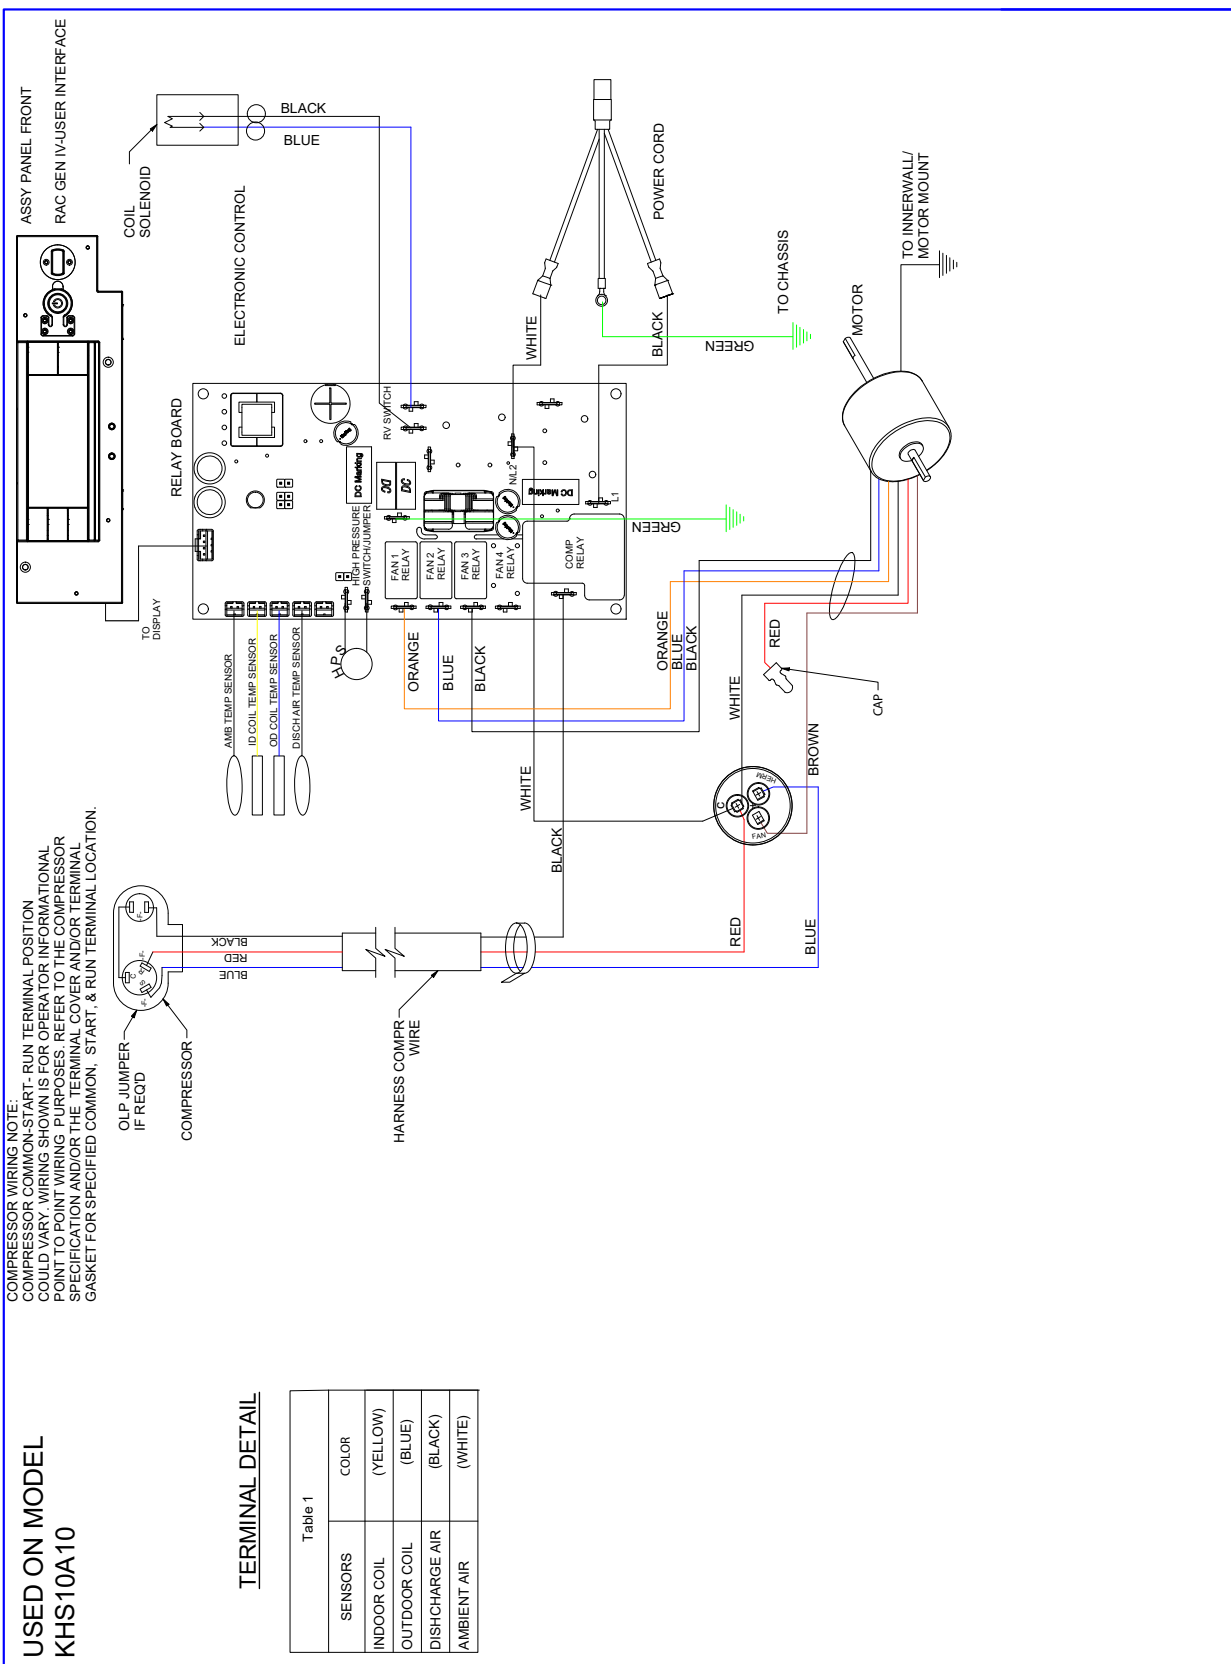 USED ON MODEL
KHS10A10
COMPRESSOR WIRING NOTE:
COMPRESSOR COMMON-START- RUN TERMINAL POSITION
COULD VARY. WIRING SHOWN IS FOR OPERATOR INFORMATIONAL
POINT TO POINT WIRING PURPOSES. REFER TO THE COMPRESSOR
SPECIFICATION AND/OR THE TERMINAL COVER AND/OR TERMINAL
GASKET FOR SPECIFIED COMMON, START, & RUN TERMINAL LOCATION.
ASSY PANEL FRONT
RAC GEN IV-USER INTERFACE
COIL
SOLENOID
BLACK
BLUE
ELECTRONIC CONTROL
RELAY BOARD
TO
DISPLAY
AMB TEMP SENSOR
ID COIL TEMP SENSOR
OD COIL TEMP SENSOR
DISCH AIR TEMP SENSOR
H.P.S
HIGH PRESSURE
SWITCH/JUMPER
DC Marking
DC
DC
RV SWITCH
FAN 1
RELAY
FAN 2
RELAY
FAN 3
RELAY
FAN 4
RELAY
COMP
RELAY
N/L2
DC Marking
L1
WHITE
BLACK
GREEN
POWER CORD
TO CHASSIS
GREEN
MOTOR
TO INNERWALL/
MOTOR MOUNT
ORANGE
BLUE
BLACK
ORANGE
BLUE
BLACK
WHITE
RED
CAP
BROWN
WHITE
BLACK
C
HERM
FAN
RED
BLUE
OLP JUMPER
IF REQ'D
COMPRESSOR
C
S
R
-F-
-F-
-F-
BLACK
RED
BLUE
HARNESS COMPR
WIRE
TERMINAL DETAIL
Table 1
SENSORS COLOR
INDOOR COIL (YELLOW)
OUTDOOR COIL (BLUE)
DISHCHARGE AIR (BLACK)
AMBIENT AIR (WHITE)